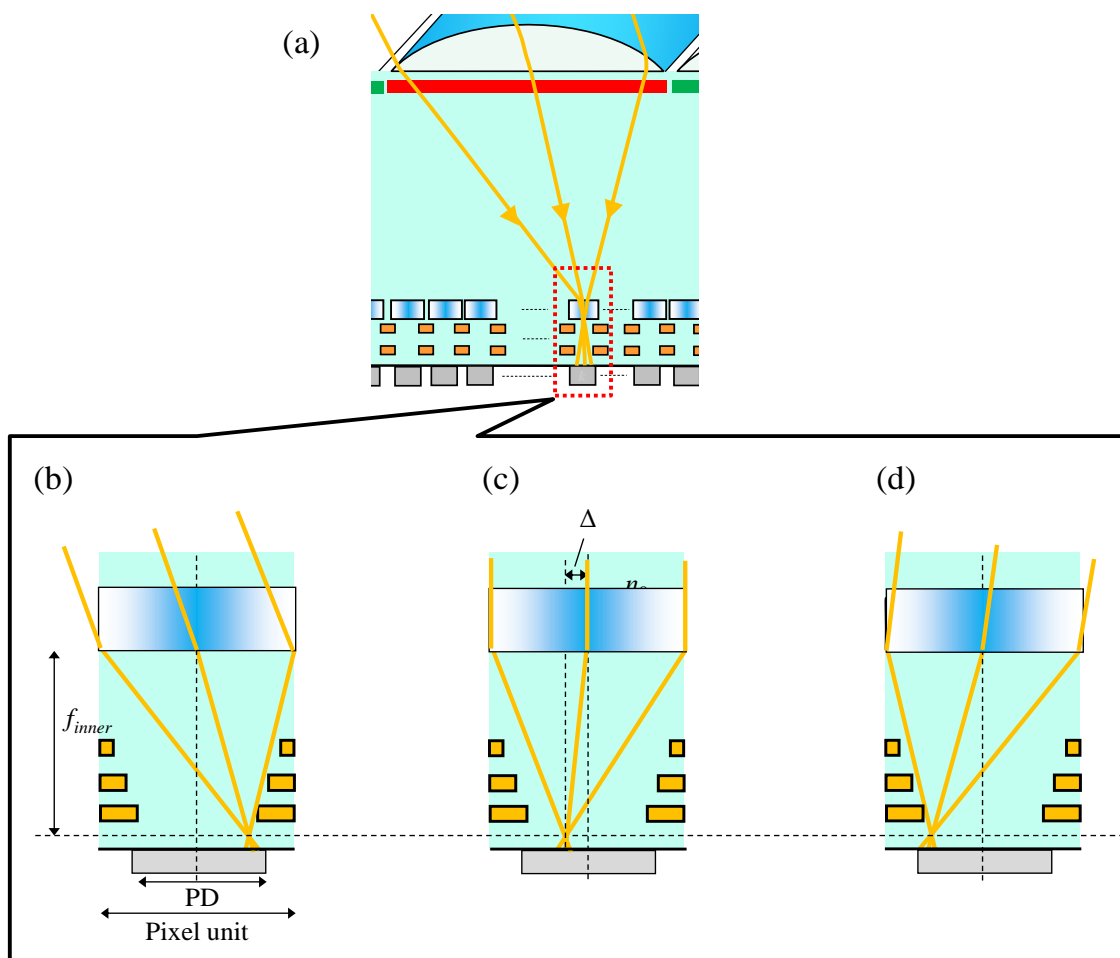 (a)
(b)
(c)
(d)
Δ
f_inner
PD
Pixel unit